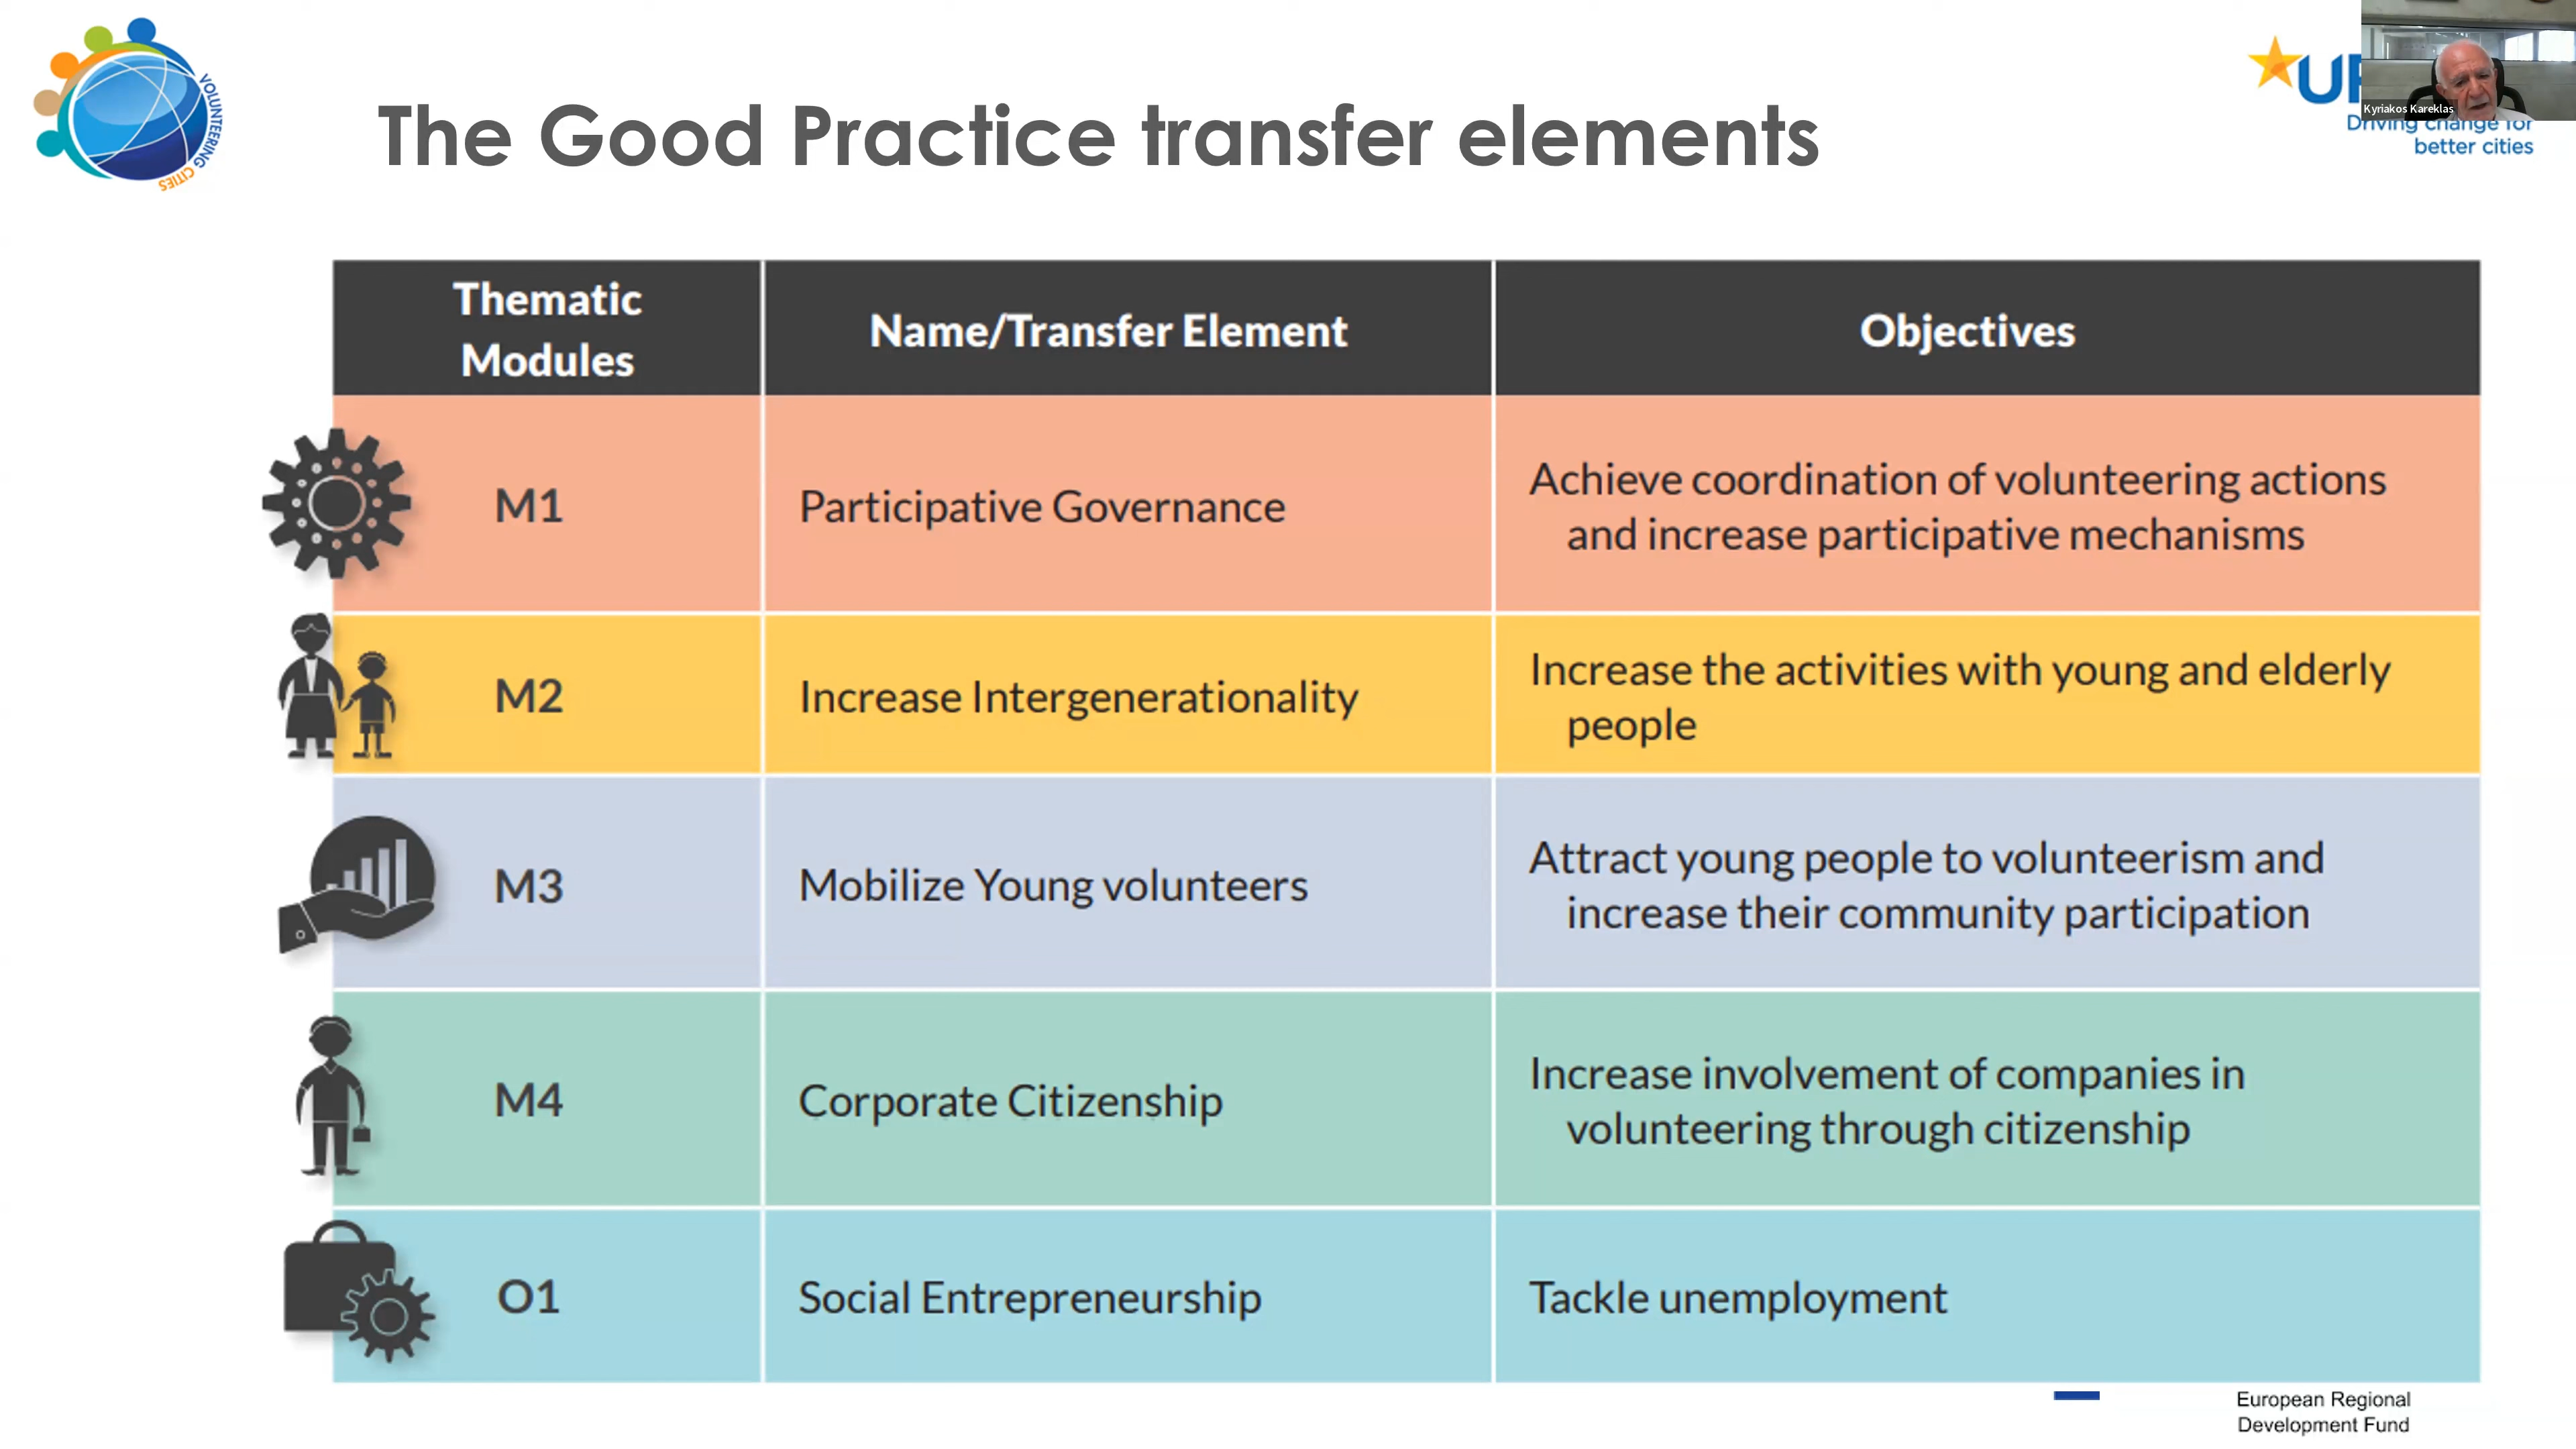 VOLUNTEERING CITIES
The Good Practice transfer elements
Kyriakos Kareklas
Driving change for
better cities
Thematic
Modules
Name/Transfer Element
Objectives
M1
Participative Governance
Achieve coordination of volunteering actions
and increase participative mechanisms
M2
Increase Intergenerationality
Increase the activities with young and elderly
people
M3
Mobilize Young volunteers
Attract young people to volunteerism and
increase their community participation
M4
Corporate Citizenship
Increase involvement of companies in
volunteering through citizenship
O1
Social Entrepreneurship
Tackle unemployment
European Regional
Development Fund